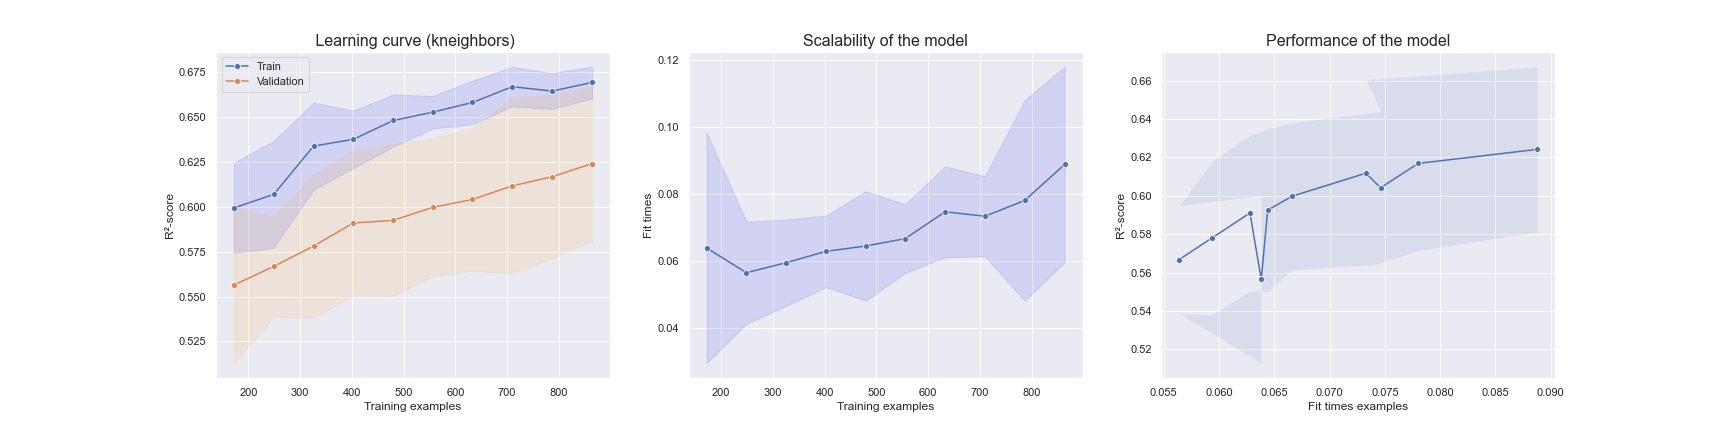 Learning curve (kneighbors)
Train
Validation
0.675
0.650
0.625
0.600
0.575
0.550
0.525
R²-score
200 300 400 500 600 700 800
Training examples
Scalability of the model
0.12
0.10
0.08
0.06
0.04
Fit times
200 300 400 500 600 700 800
Training examples
Performance of the model
0.66
0.64
0.62
0.60
0.58
0.56
0.54
0.52
R²-score
0.055 0.060 0.065 0.070 0.075 0.080 0.085 0.090
Fit times examples